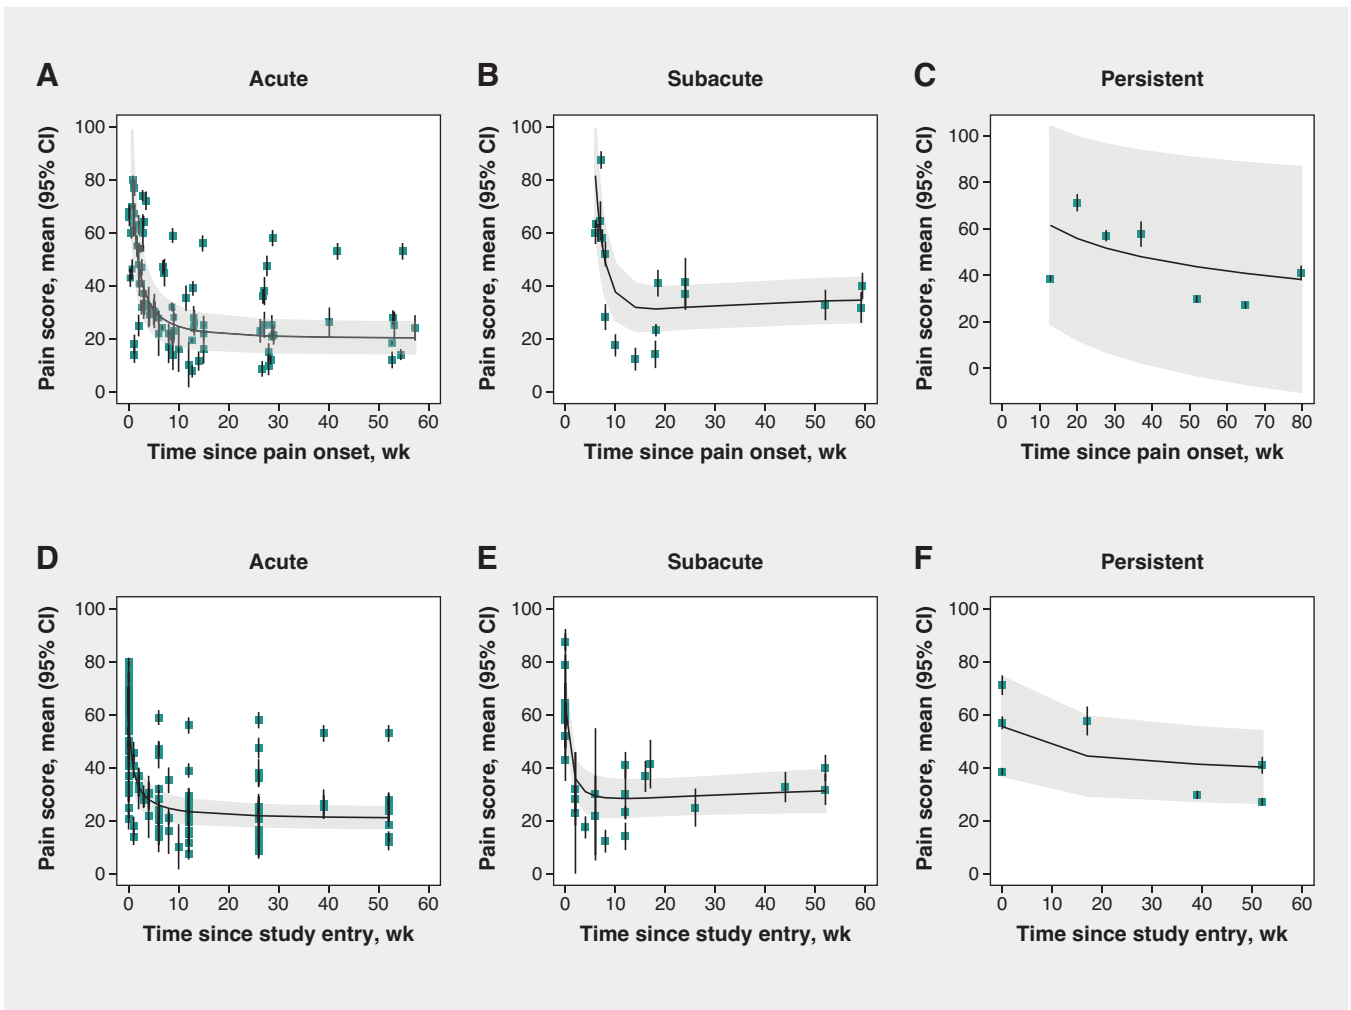 A Acute
B Subacute
C Persistent
Pain score, mean (95% CI)
100
80
60
40
20
0
0 10 20 30 40 50 60
Time since pain onset, wk
Pain score, mean (95% CI)
100
80
60
40
20
0
0 10 20 30 40 50 60
Time since pain onset, wk
Pain score, mean (95% CI)
100
80
60
40
20
0
0 10 20 30 40 50 60 70 80
Time since pain onset, wk
D Acute
E Subacute
F Persistent
Pain score, mean (95% CI)
100
80
60
40
20
0
0 10 20 30 40 50 60
Time since study entry, wk
Pain score, mean (95% CI)
100
80
60
40
20
0
0 10 20 30 40 50 60
Time since study entry, wk
Pain score, mean (95% CI)
100
80
60
40
20
0
0 10 20 30 40 50 60
Time since study entry, wk